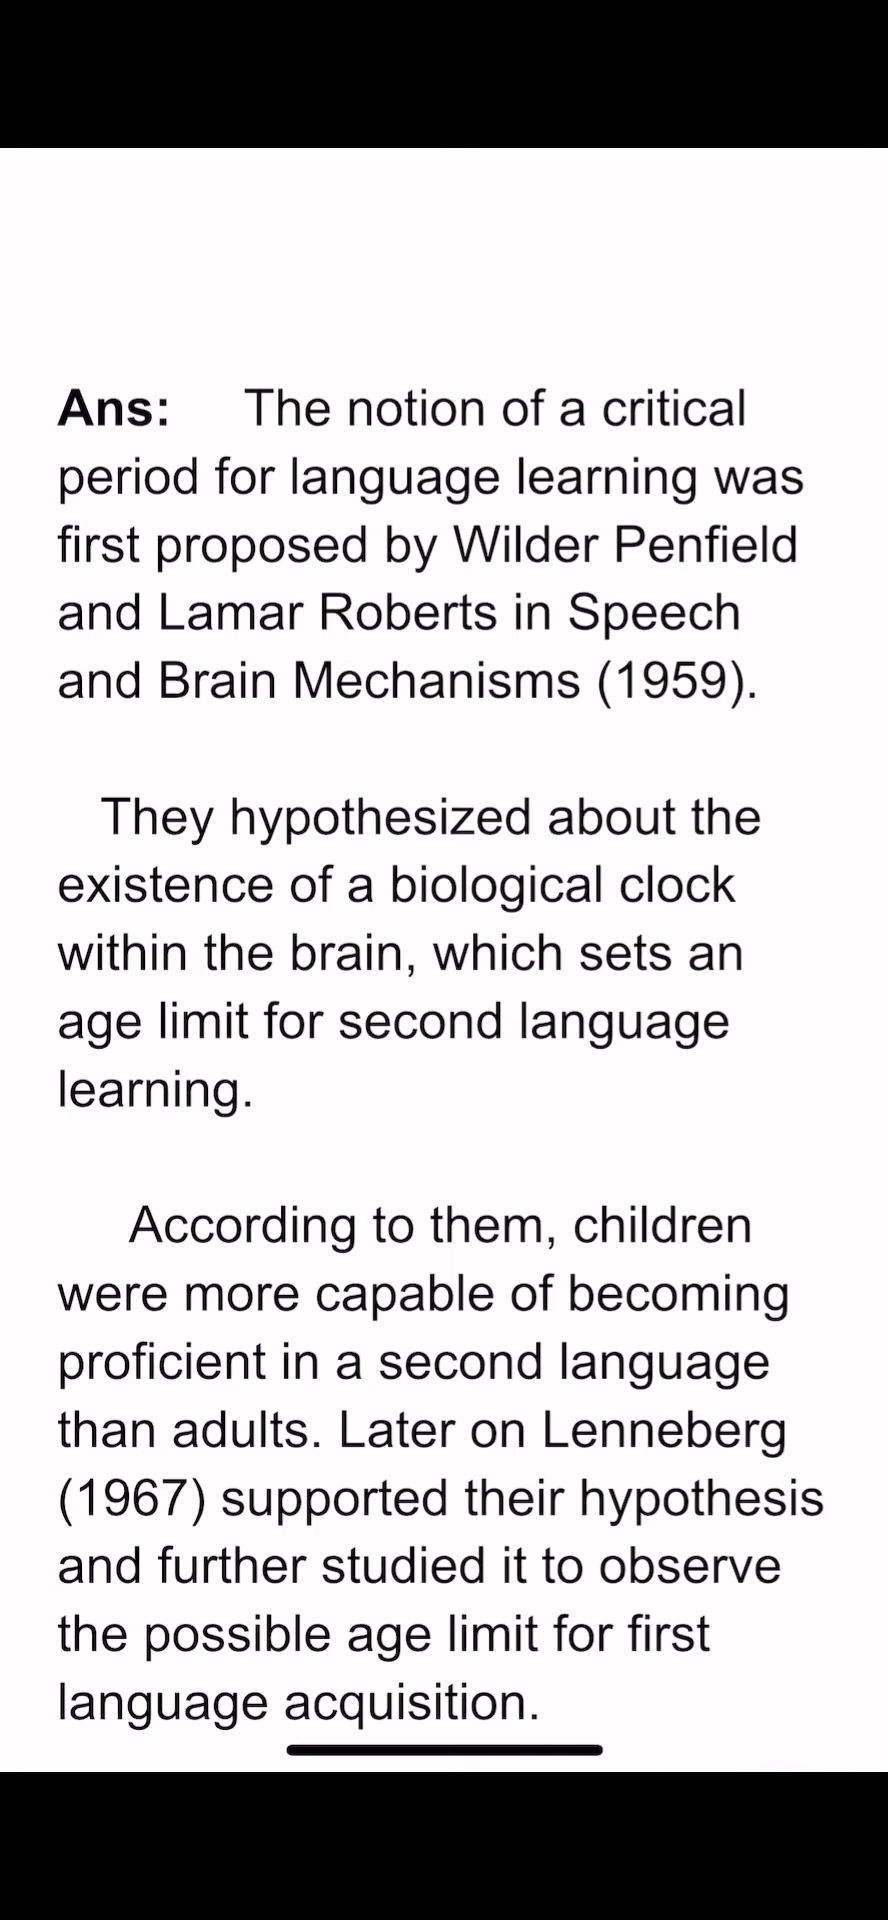 Ans: The notion of a critical
period for language learning was
first proposed by Wilder Penfield
and Lamar Roberts in Speech
and Brain Mechanisms (1959).
They hypothesized about the
existence of a biological clock
within the brain, which sets an
age limit for second language
learning.
According to them, children
were more capable of becoming
proficient in a second language
than adults. Later on Lenneberg
(1967) supported their hypothesis
and further studied it to observe
the possible age limit for first
language acquisition.